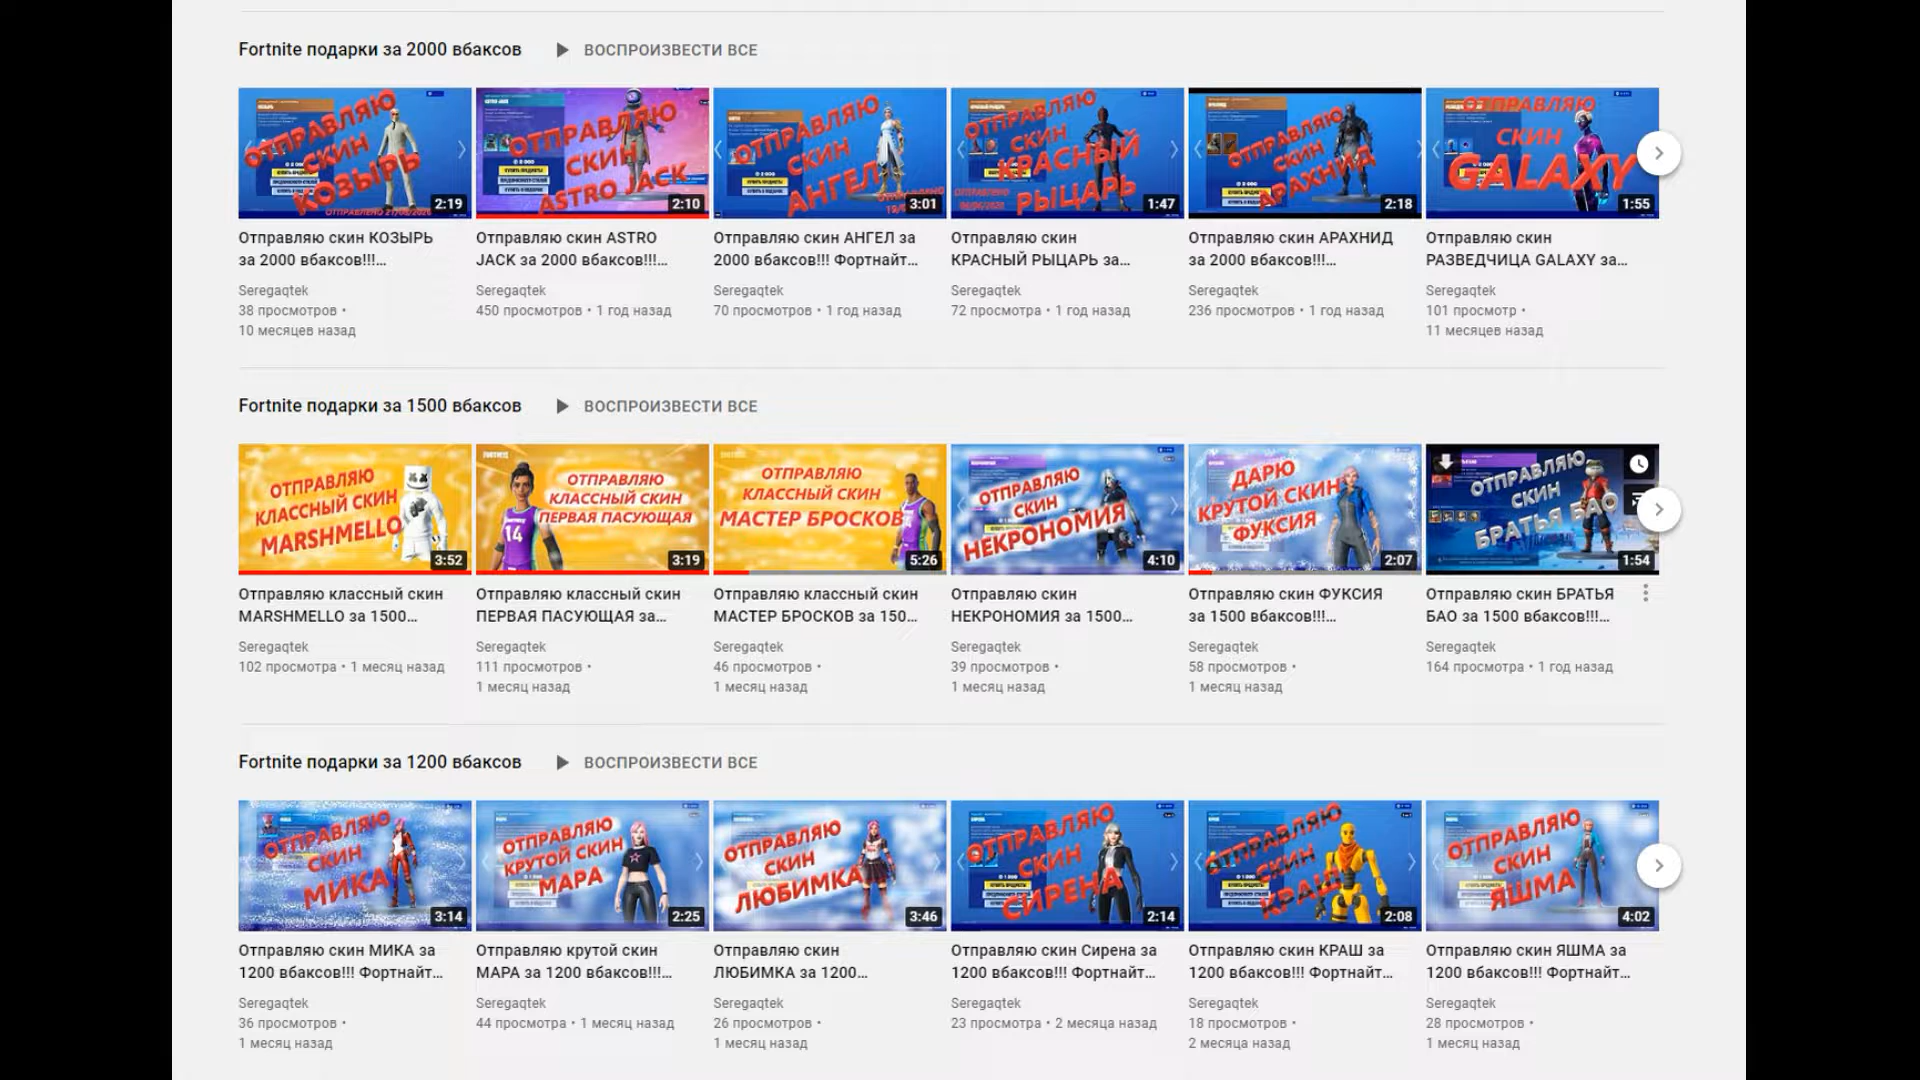 Fortnite подарки за 2000 вбаксов
ВОСПРОИЗВЕСТИ ВСЕ
ОТПРАВЛЯЮ
СКИН
КОЗЫРЬ
2:19
ОТПРАВЛЯЮ
СКИН
ASTRO JACK
2:10
ОТПРАВЛЯЮ
СКИН
АНГЕЛ
3:01
ОТПРАВЛЯЮ
СКИН
КРАСНЫЙ
РЫЦАРЬ
1:47
ОТПРАВЛЯЮ
СКИН
АРАХНИД
2:18
ОТПРАВЛЯЮ
СКИН
GALAXY
1:55
Отправляю скин КОЗЫРЬ
за 2000 вбаксов!!!...
Seregaqtek
38 просмотров •
10 месяцев назад
Отправляю скин ASTRO
JACK за 2000 вбаксов!!!...
Seregaqtek
450 просмотров • 1 год назад
Отправляю скин АНГЕЛ за
2000 вбаксов!!! Фортнайт...
Seregaqtek
70 просмотров • 1 год назад
Отправляю скин
КРАСНЫЙ РЫЦАРЬ за...
Seregaqtek
72 просмотра • 1 год назад
Отправляю скин АРАХНИД
за 2000 вбаксов!!!...
Seregaqtek
236 просмотров • 1 год назад
Отправляю скин
РАЗВЕДЧИЦА GALAXY за...
Seregaqtek
101 просмотр •
11 месяцев назад
Fortnite подарки за 1500 вбаксов
ВОСПРОИЗВЕСТИ ВСЕ
ОТПРАВЛЯЮ
КЛАССНЫЙ СКИН
MARSHMELLO
3:52
ОТПРАВЛЯЮ
КЛАССНЫЙ СКИН
ПЕРВАЯ ПАСУЮЩАЯ
14
3:19
ОТПРАВЛЯЮ
КЛАССНЫЙ СКИН
МАСТЕР БРОСКОВ
5:26
ОТПРАВЛЯЮ
СКИН
НЕКРОНОМИЯ
4:10
ДАРЮ
КРУТОЙ СКИН
ФУКСИЯ
2:07
ОТПРАВЛЯЮ
СКИН
БРАТЬЯ БАО
1:54
Отправляю классный скин
MARSHMELLO за 1500...
Seregaqtek
102 просмотра • 1 месяц назад
Отправляю классный скин
ПЕРВАЯ ПАСУЮЩАЯ за...
Seregaqtek
111 просмотров •
1 месяц назад
Отправляю классный скин
МАСТЕР БРОСКОВ за 150...
Seregaqtek
46 просмотров •
1 месяц назад
Отправляю скин
НЕКРОНОМИЯ за 1500...
Seregaqtek
39 просмотров •
1 месяц назад
Отправляю скин ФУКСИЯ
за 1500 вбаксов!!!...
Seregaqtek
58 просмотров •
1 месяц назад
Отправляю скин БРАТЬЯ
БАО за 1500 вбаксов!!!...
Seregaqtek
164 просмотра • 1 год назад
Fortnite подарки за 1200 вбаксов
ВОСПРОИЗВЕСТИ ВСЕ
ОТПРАВЛЯЮ
СКИН
МИКА
3:14
ОТПРАВЛЯЮ
КРУТОЙ СКИН
МАРА
2:25
ОТПРАВЛЯЮ
СКИН
ЛЮБИМКА
3:46
ОТПРАВЛЯЮ
СКИН
СИРЕНА
2:14
ОТПРАВЛЯЮ
СКИН
КРАШ
2:08
ОТПРАВЛЯЮ
СКИН
ЯШМА
4:02
Отправляю скин МИКА за
1200 вбаксов!!! Фортнайт...
Seregaqtek
36 просмотров •
1 месяц назад
Отправляю крутой скин
МАРА за 1200 вбаксов!!!...
Seregaqtek
44 просмотра • 1 месяц назад
Отправляю скин
ЛЮБИМКА за 1200...
Seregaqtek
26 просмотров •
1 месяц назад
Отправляю скин Сирена за
1200 вбаксов!!! Фортнайт...
Seregaqtek
23 просмотра • 2 месяца назад
Отправляю скин КРАШ за
1200 вбаксов!!! Фортнайт...
Seregaqtek
18 просмотров •
2 месяца назад
Отправляю скин ЯШМА за
1200 вбаксов!!! Фортнайт...
Seregaqtek
28 просмотров •
1 месяц назад